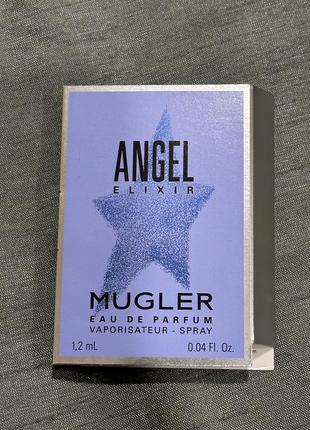 ANGEL
ELIXIR
MUGLER
EAU DE PARFUM
VAPORISATEUR - SPRAY
1,2 mL 0.04 Fl. Oz.